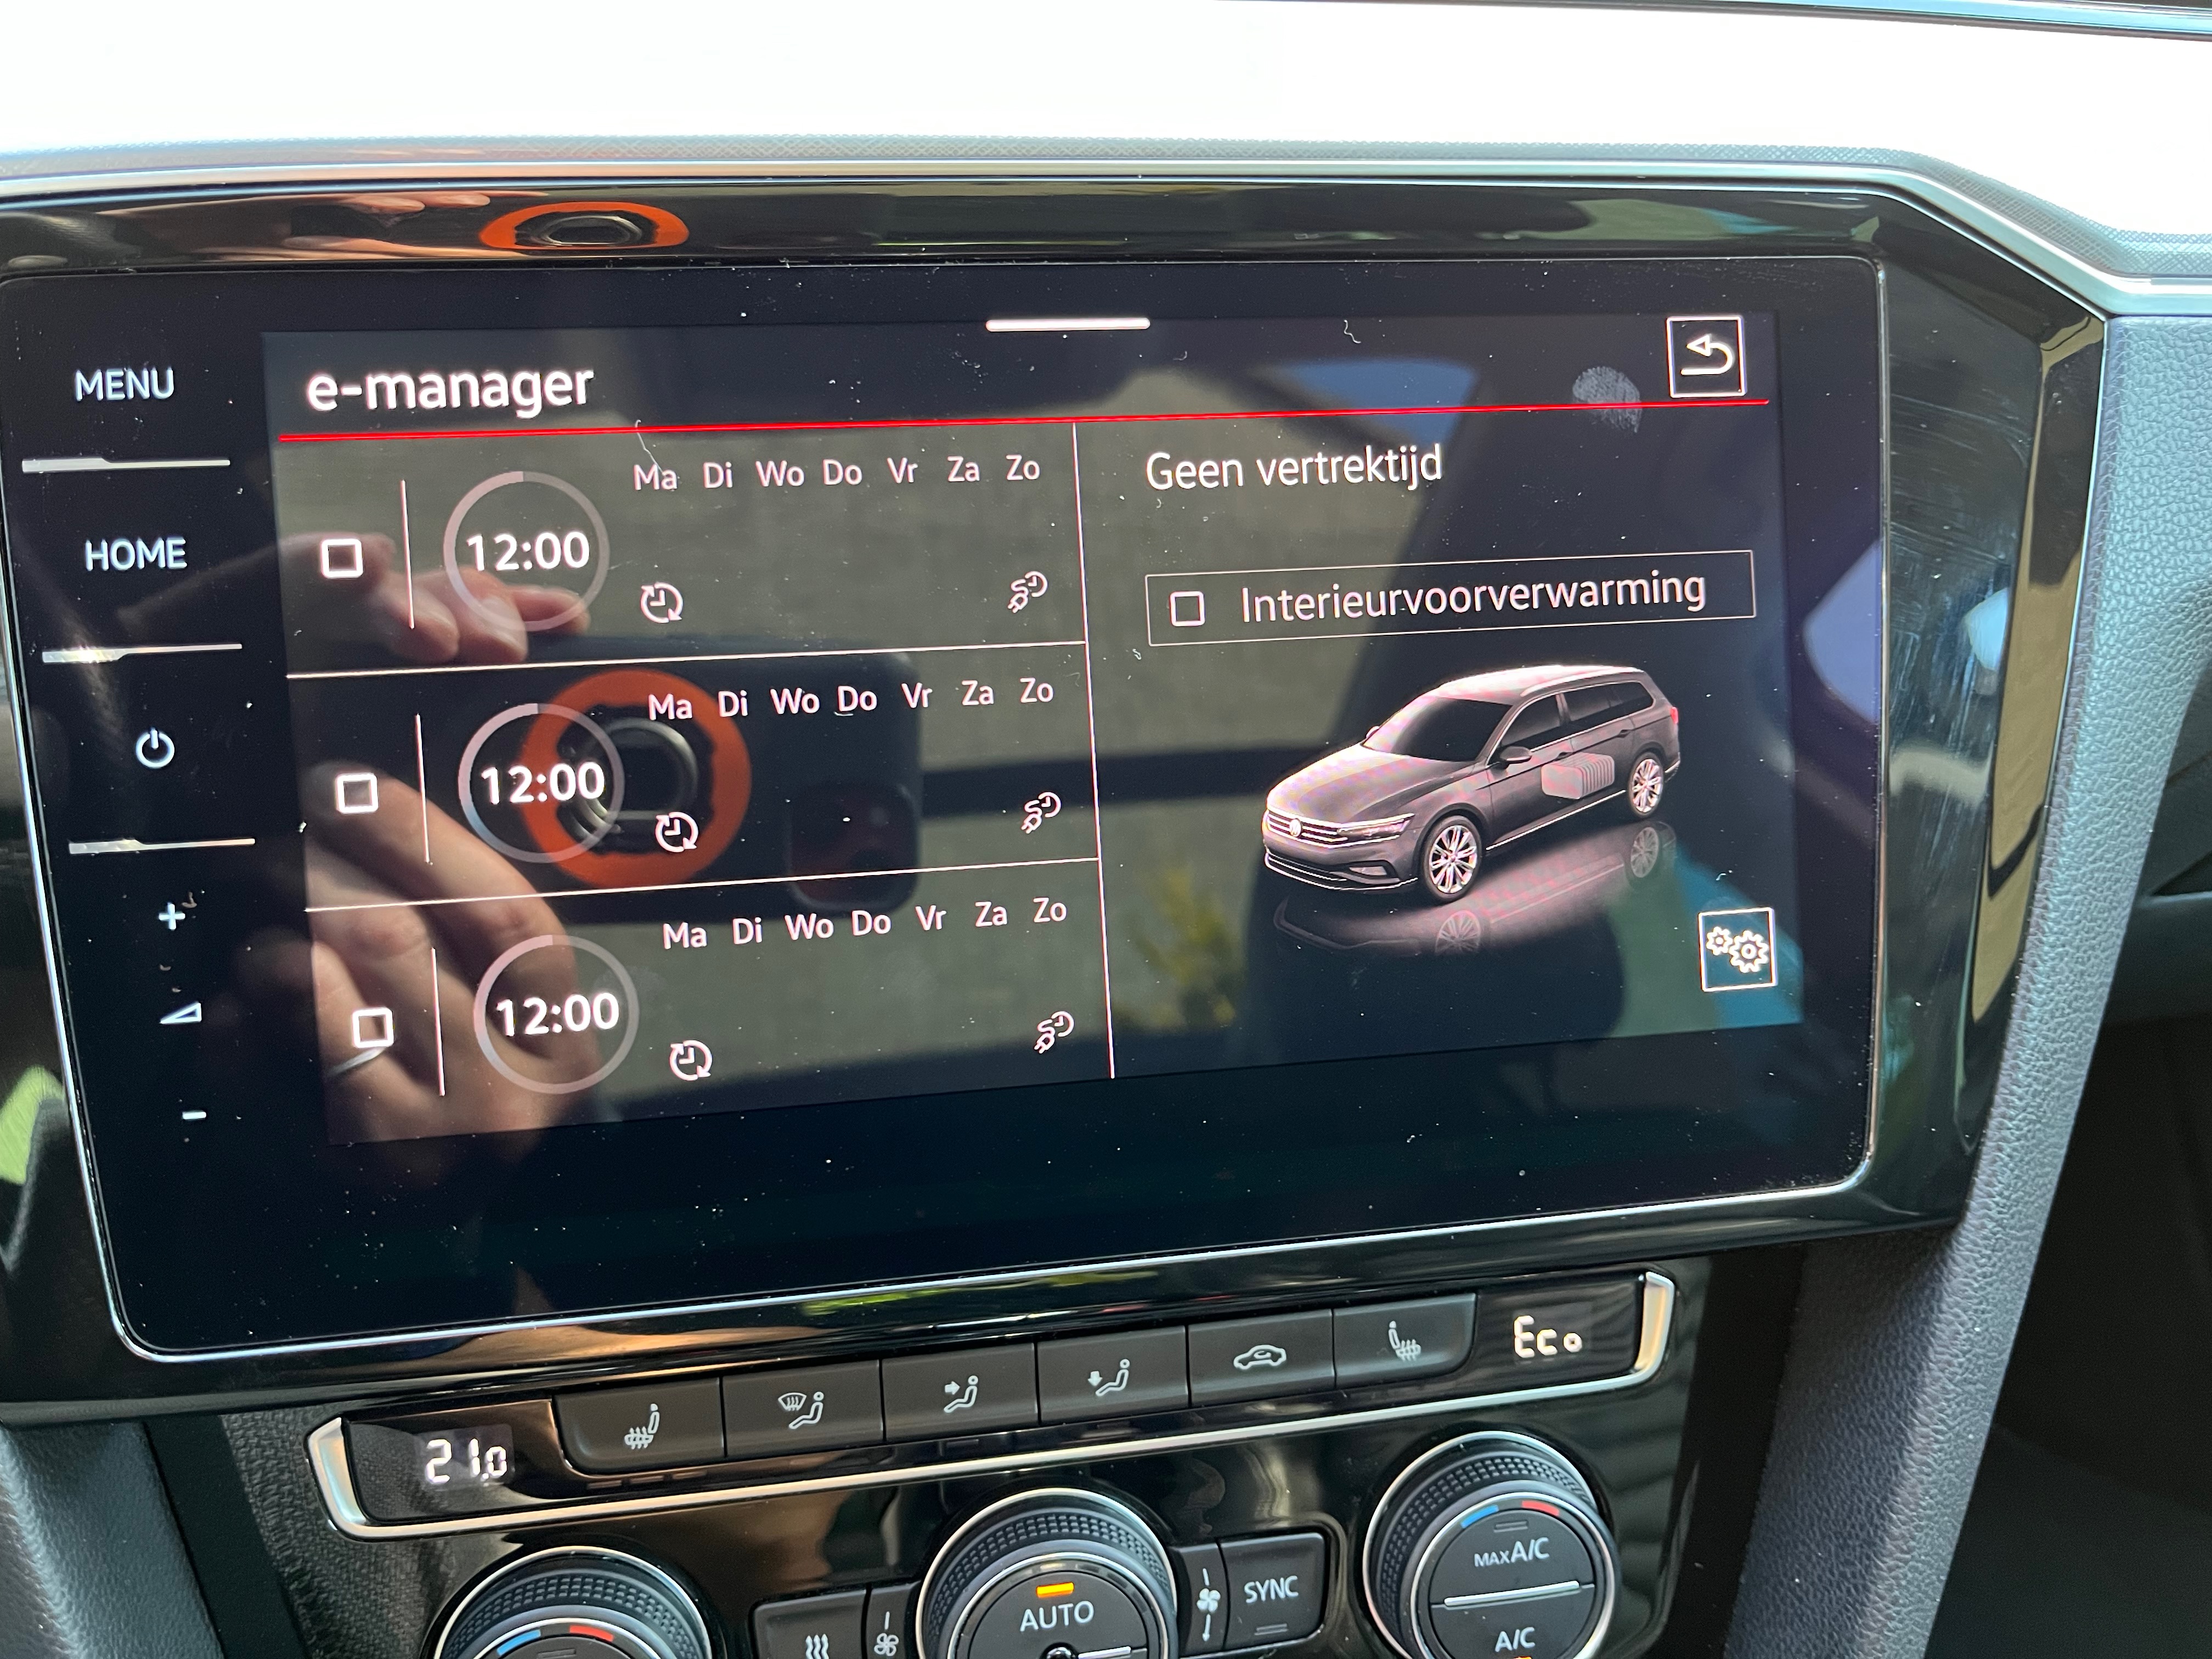 MENU
HOME
e-manager
Ma Di Wo Do Vr Za Zo
12:00
Ma Di Wo Do Vr Za Zo
12:00
Ma Di Wo Do Vr Za Zo
12:00
Geen vertrektijd
Interieurvoorverwarming
+
-
21.0
Eco
AUTO
SYNC
MAX A/C
A/C